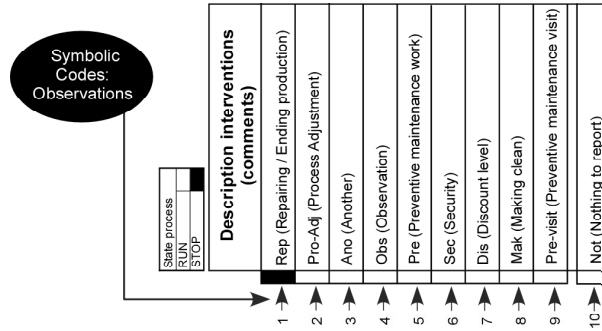 Symbolic
Codes:
Observations
State process
RUN
STOP
Description interventions
(comments)
Rep (Repairing / Ending production)
Pro-Adj (Process Adjustment)
Ano (Another)
Obs (Observation)
Pre (Preventive maintenance work)
Sec (Security)
Dis (Discount level)
Mak (Making clean)
Pre-visit (Preventive maintenance visit)
Not (Nothing to report)
1
2
3
4
5
6
7
8
9
10